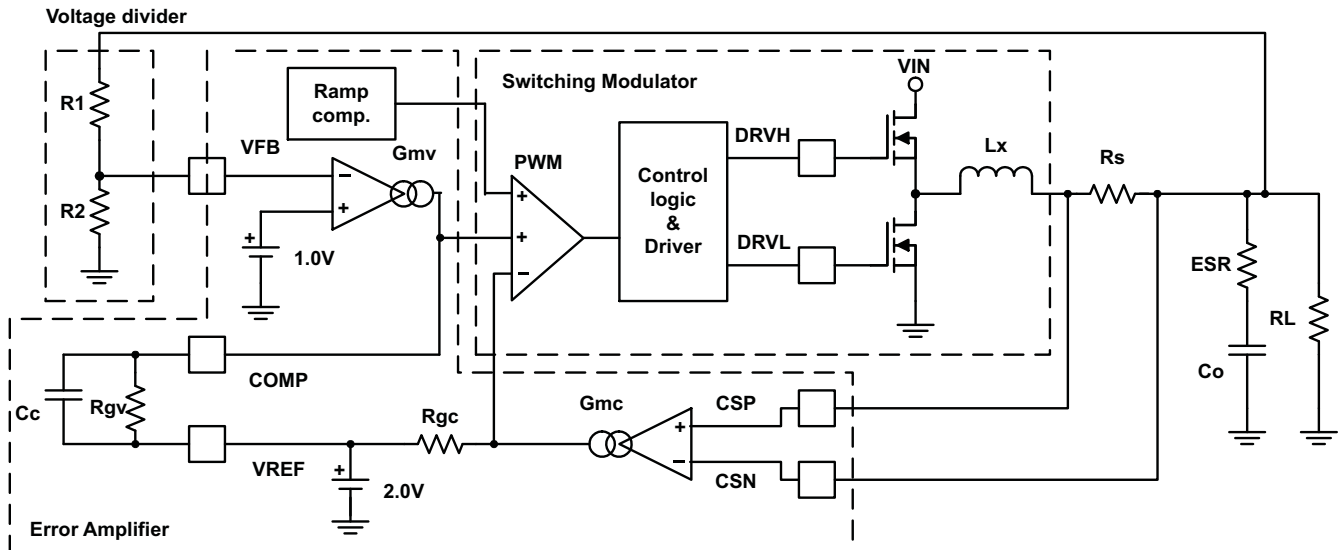 Voltage divider
R1
R2
VFB
Ramp
comp.
Gmv
1.0V
Switching Modulator
PWM
Control
logic
&
Driver
DRVH
DRVL
VIN
Lx
Rs
ESR
Co
RL
Cc
Rgv
COMP
VREF
2.0V
Rgc
Gmc
CSP
CSN
Error Amplifier
+
-
+
+
+
-
+
-
+